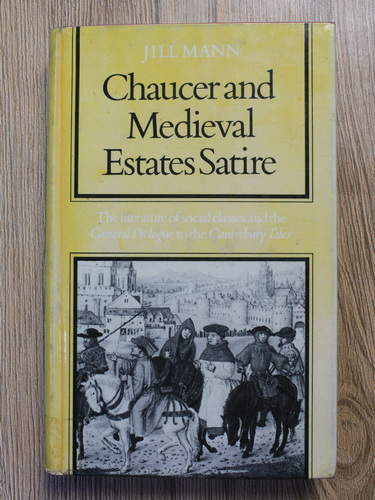 JILL MANN
Chaucer and
Medieval
Estates Satire
The literature of social classes and the
General Prologue to the Canterbury Tales